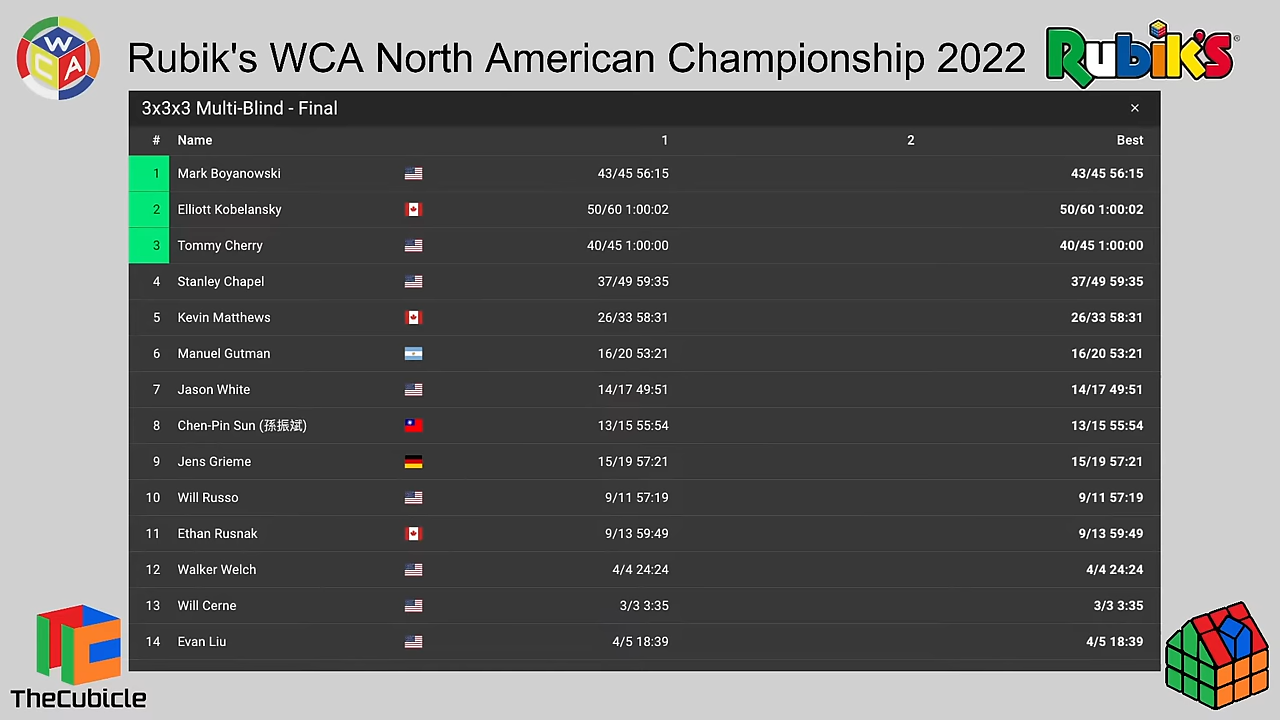 WCA
Rubik's WCA North American Championship 2022
RUBIK'S
3x3x3 Multi-Blind - Final ×
# Name 1 2 Best
1 Mark Boyanowski 43/45 56:15 43/45 56:15
2 Elliott Kobelansky 50/60 1:00:02 50/60 1:00:02
3 Tommy Cherry 40/45 1:00:00 40/45 1:00:00
4 Stanley Chapel 37/49 59:35 37/49 59:35
5 Kevin Matthews 26/33 58:31 26/33 58:31
6 Manuel Gutman 16/20 53:21 16/20 53:21
7 Jason White 14/17 49:51 14/17 49:51
8 Chen-Pin Sun (孫振斌) 13/15 55:54 13/15 55:54
9 Jens Grieme 15/19 57:21 15/19 57:21
10 Will Russo 9/11 57:19 9/11 57:19
11 Ethan Rusnak 9/13 59:49 9/13 59:49
12 Walker Welch 4/4 24:24 4/4 24:24
13 Will Cerne 3/3 3:35 3/3 3:35
14 Evan Liu 4/5 18:39 4/5 18:39
TheCubicle